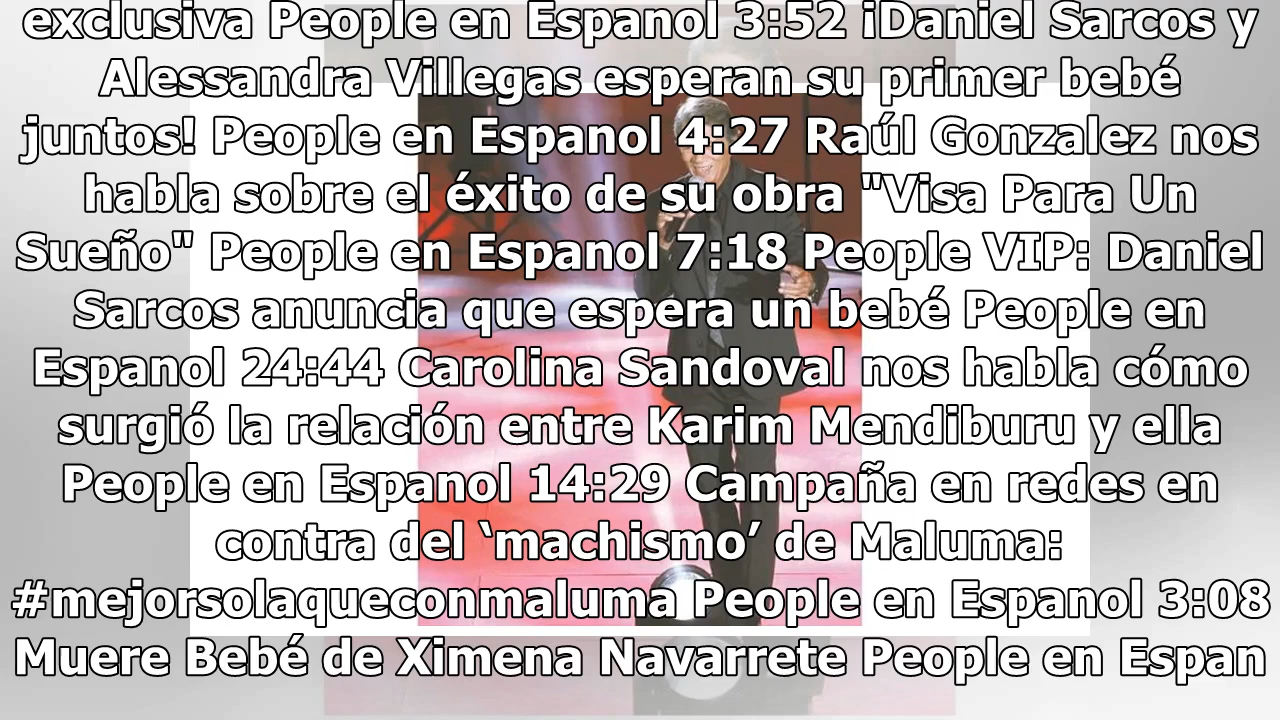 exclusiva People en Espanol 3:52 ¡Daniel Sarcos y
Alessandra Villegas esperan su primer bebé
juntos! People en Espanol 4:27 Raúl Gonzalez nos
habla sobre el éxito de su obra "Visa Para Un
Sueño" People en Espanol 7:18 People VIP: Daniel
Sarcos anuncia que espera un bebé People en
Espanol 24:44 Carolina Sandoval nos habla cómo
surgió la relación entre Karim Mendiburu y ella
People en Espanol 14:29 Campaña en redes en
contra del ‘machismo’ de Maluma:
#mejorsolaqueconmaluma People en Espanol 3:08
Muere Bebé de Ximena Navarrete People en Espan